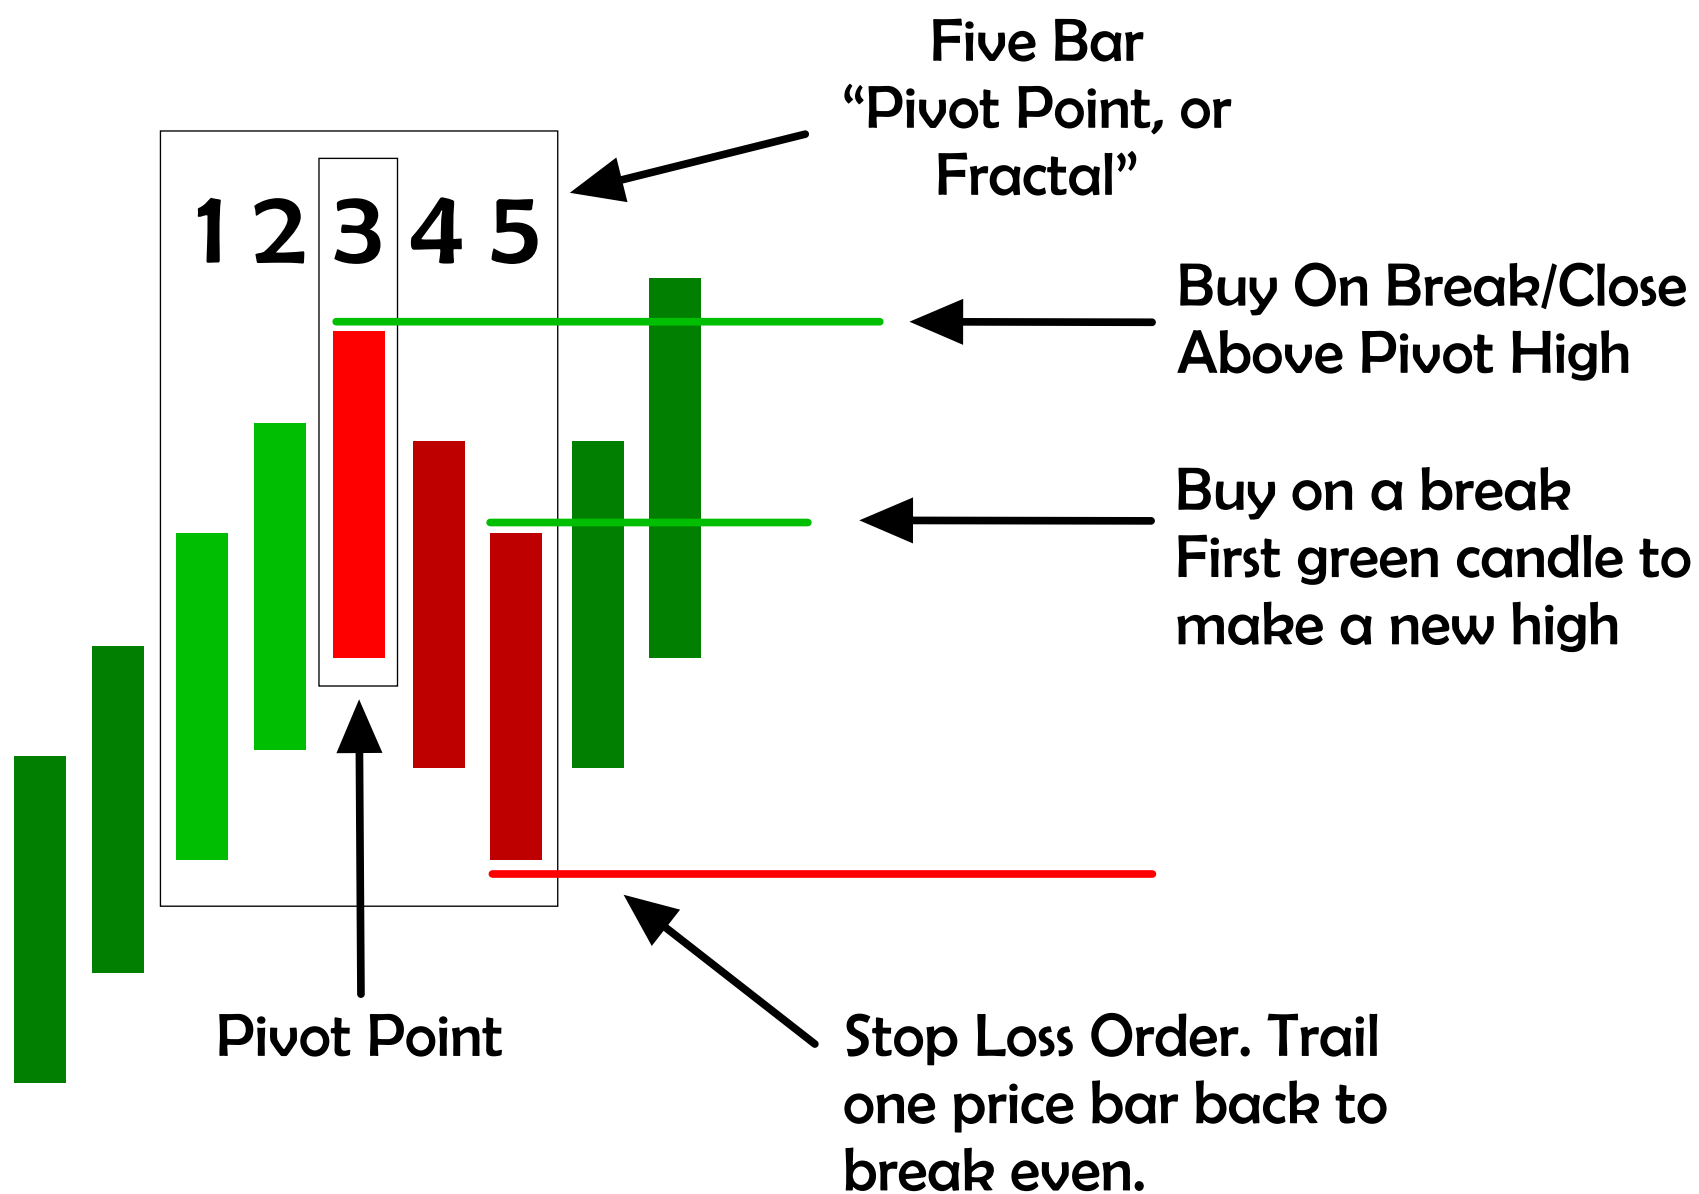 Five Bar
“Pivot Point, or
Fractal”
1 2 3 4 5
Buy On Break/Close
Above Pivot High
Buy on a break
First green candle to
make a new high
Pivot Point
Stop Loss Order. Trail
one price bar back to
break even.